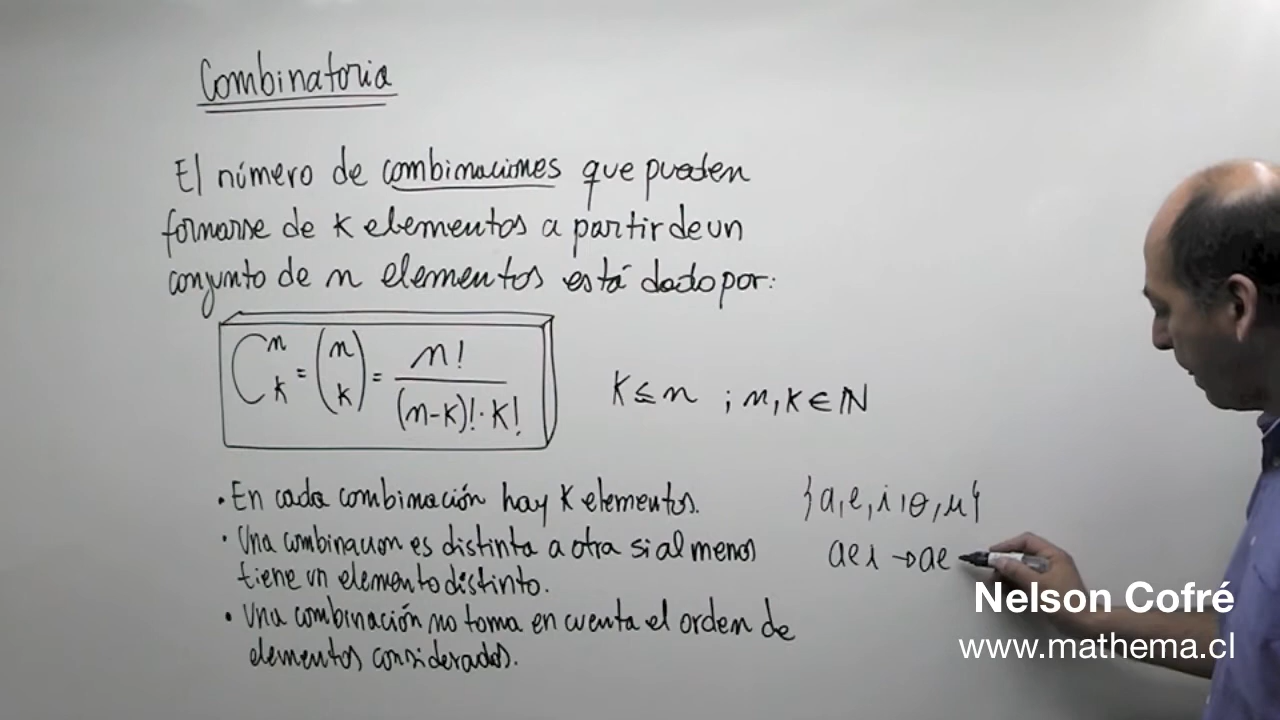 Combinatoria
El número de combinaciones que pueden
formarse de K elementos a partir de un
conjunto de n elementos está dado por:
C^n_k = (n k) = n! / (n-k)!·k!
K ≤ n ; n, k ∈ ℕ
• En cada combinación hay K elementos.
• Una combinacion es distinta a otra si al menos
tiene un elemento distinto.
• Una combinación no toma en cuenta el orden de
elementos considerados.
{a, e, i, o, u}
aei → ae
Nelson Cofré
www.mathema.cl